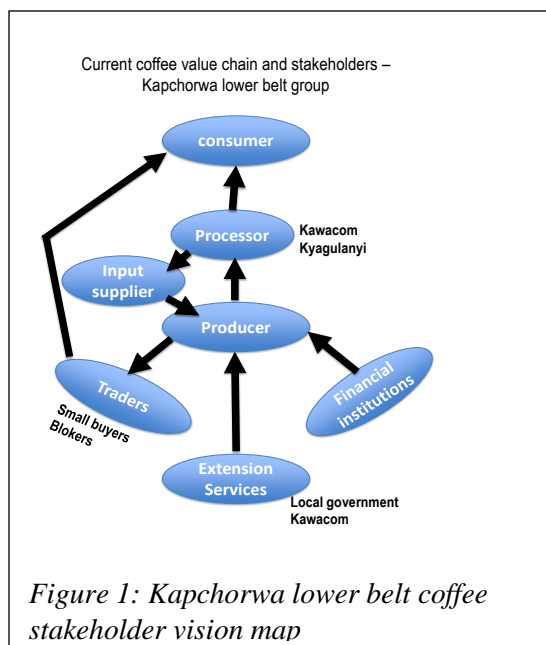 Current coffee value chain and stakeholders –
Kapchorwa lower belt group
consumer
Processor
Kawacom
Kyagulanyi
Input
supplier
Producer
Traders
Small buyers
Blokers
Financial
institutions
Extension
Services
Local government
Kawacom
Figure 1: Kapchorwa lower belt coffee
stakeholder vision map